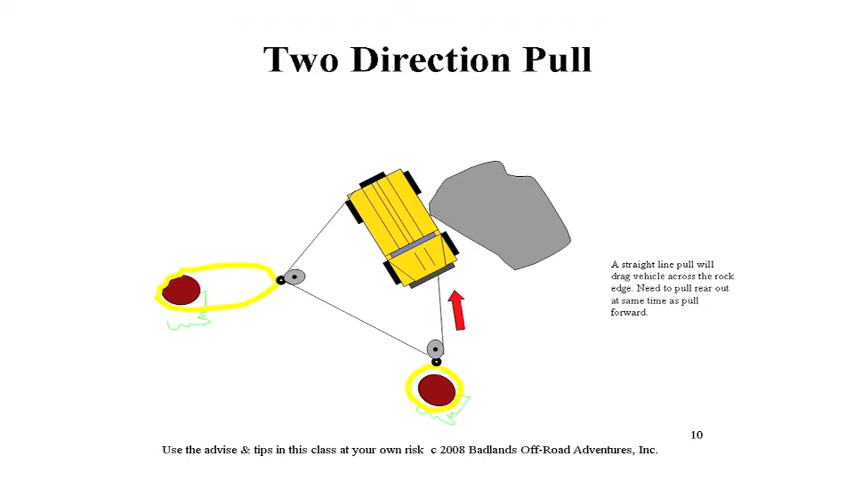 Two Direction Pull
A straight line pull will
drag vehicle across the rock
edge. Need to pull rear out
at same time as pull
forward.
10
Use the advise & tips in this class at your own risk c 2008 Badlands Off-Road Adventures, Inc.